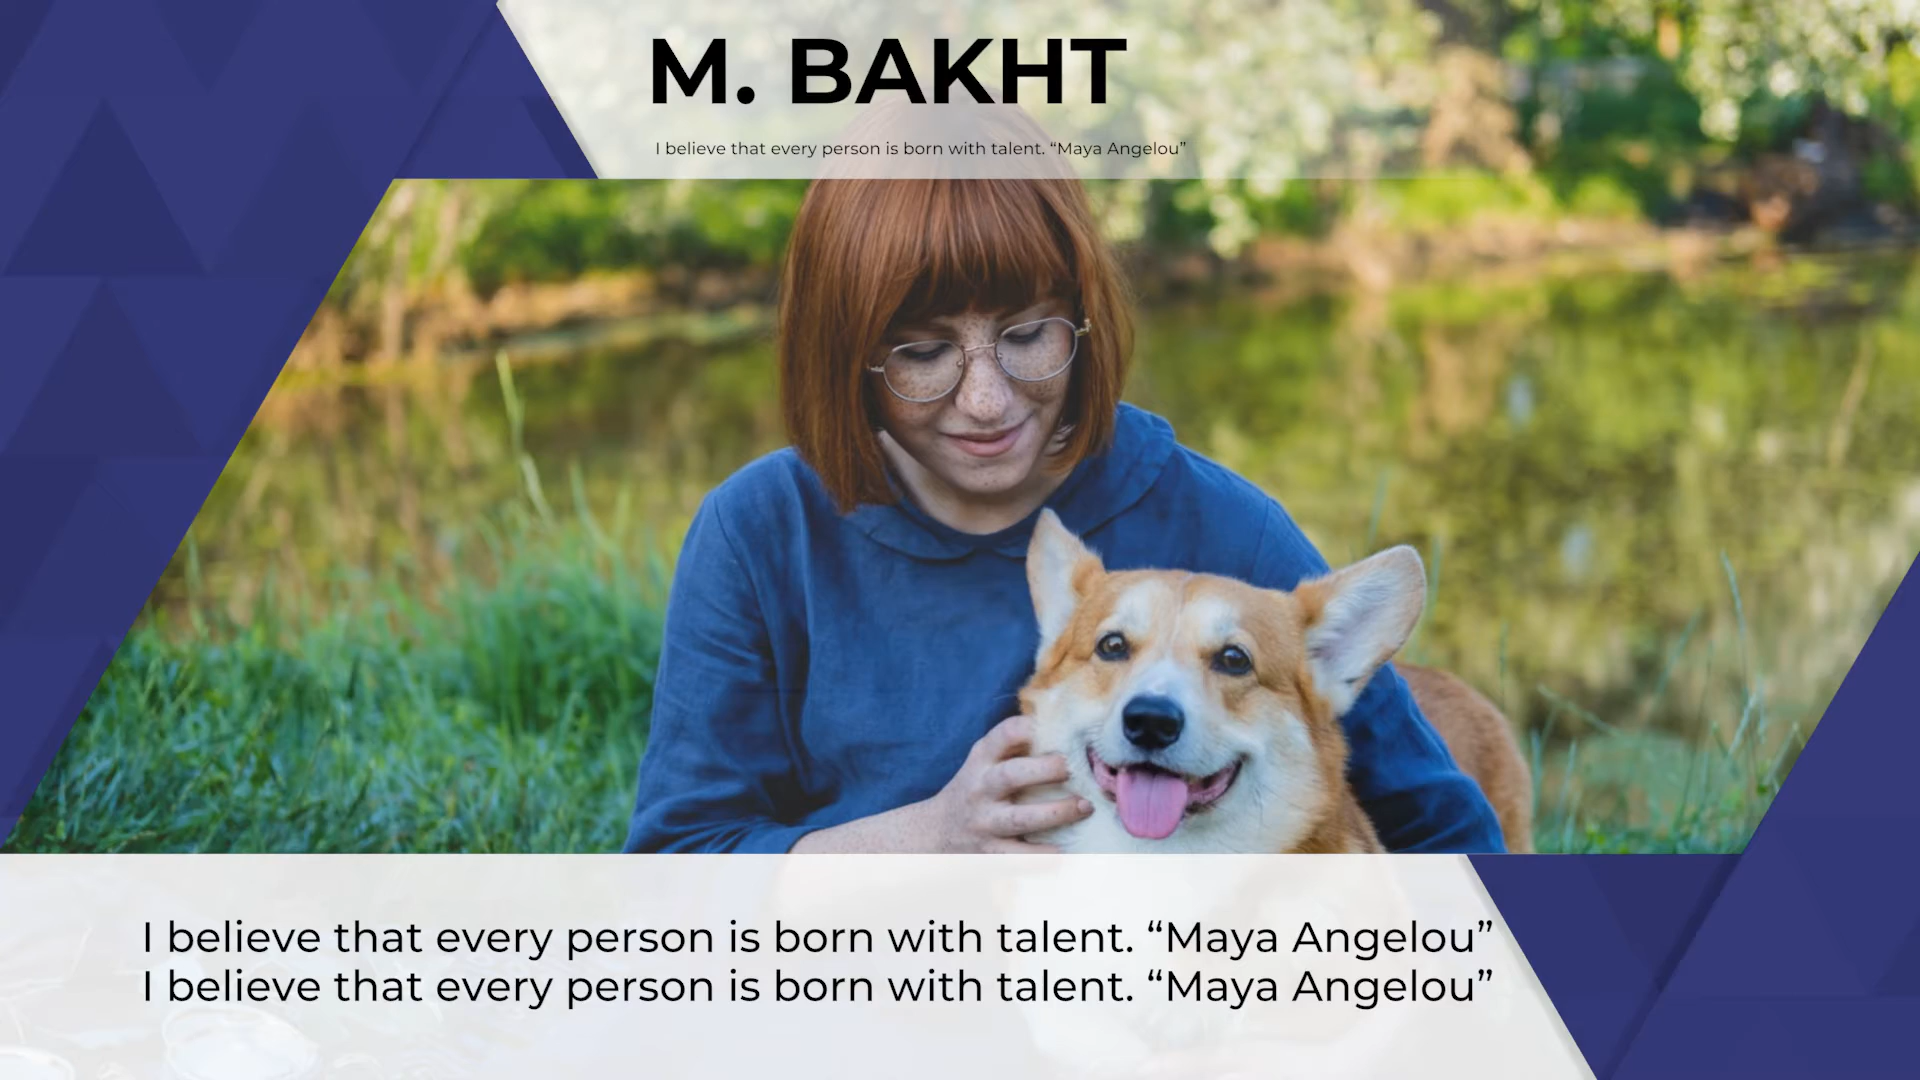 M. BAKHT
I believe that every person is born with talent. “Maya Angelou”
I believe that every person is born with talent. “Maya Angelou”
I believe that every person is born with talent. “Maya Angelou”